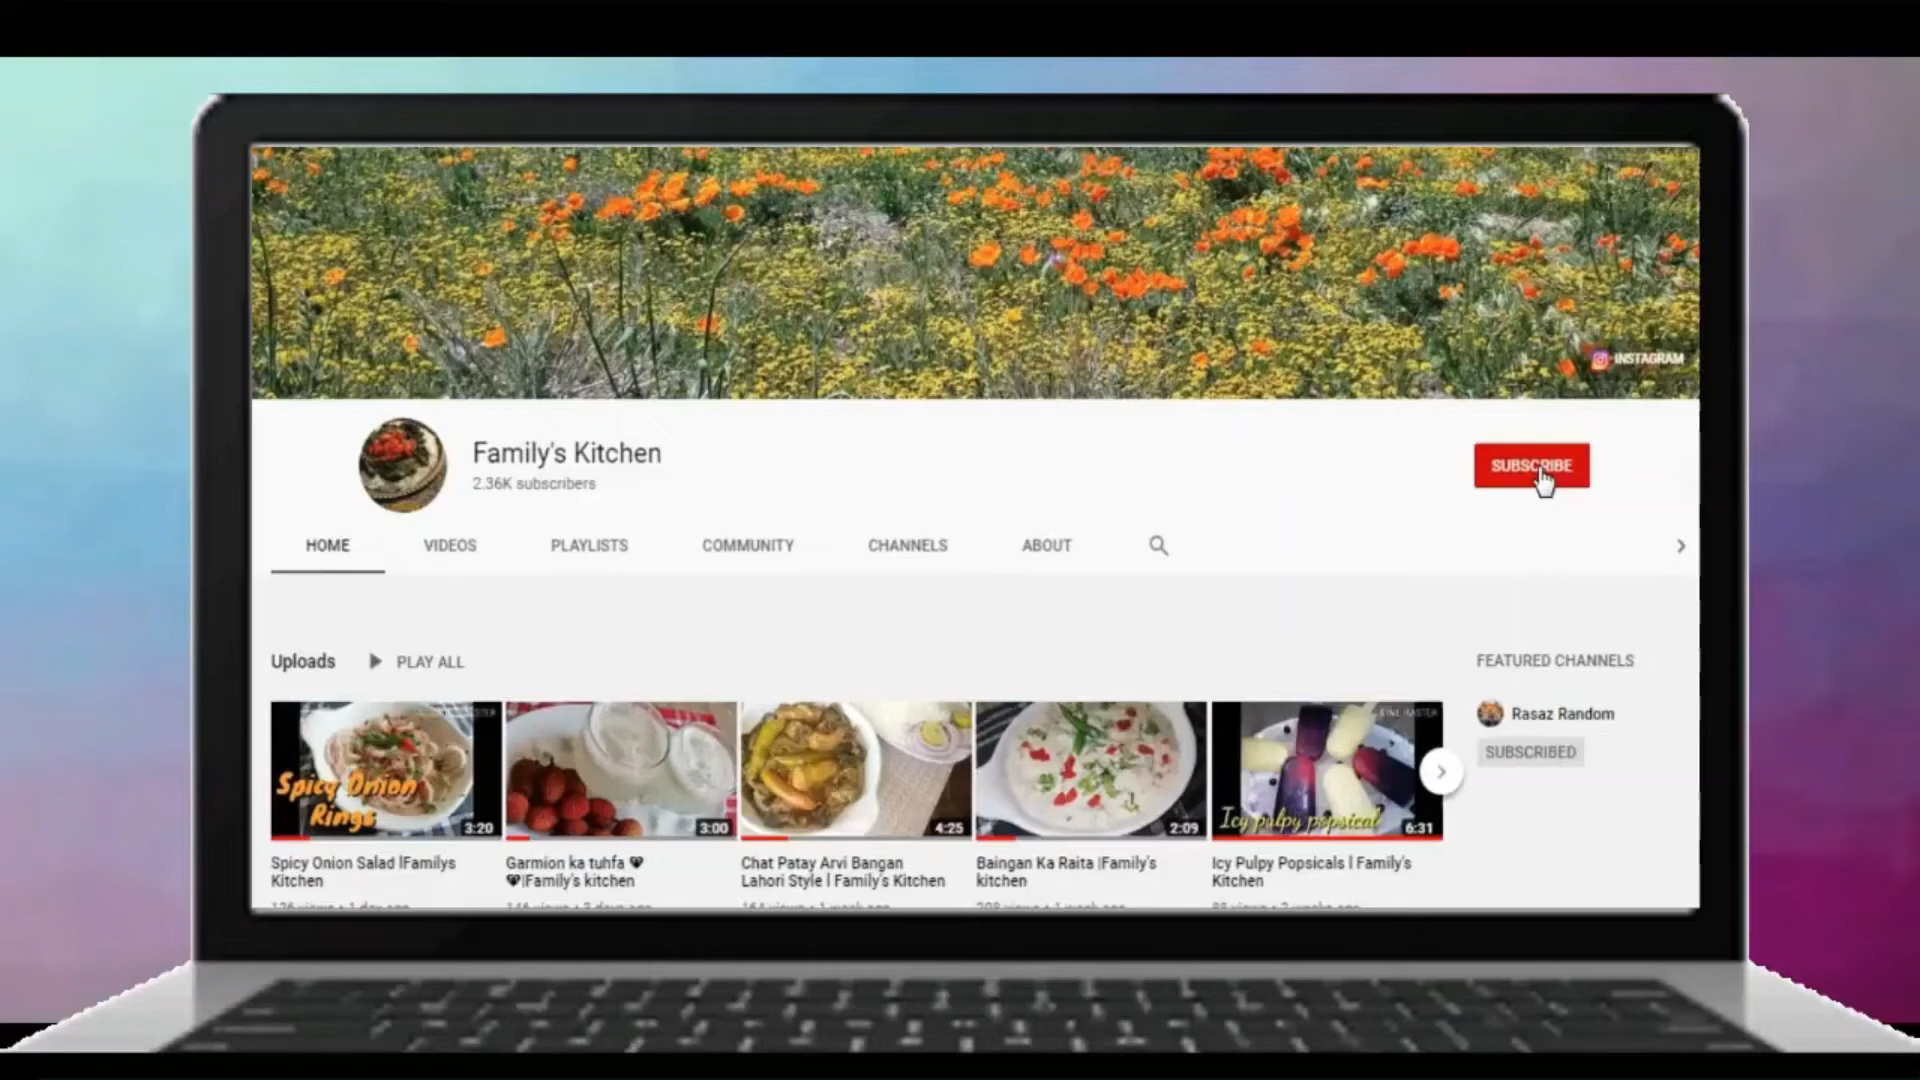 INSTAGRAM
Family's Kitchen
2.36K subscribers
SUBSCRIBE
HOME VIDEOS PLAYLISTS COMMUNITY CHANNELS ABOUT
Uploads PLAY ALL
FEATURED CHANNELS
Rasaz Random
SUBSCRIBED
Spicy Onion
Rings
3:20
3:00
4:25
2:09
KINE MASTER
Icy pulpy popsical
6:31
Spicy Onion Salad |Familys
Kitchen
Garmion ka tuhfa 🖤
🖤|Family's kitchen
Chat Patay Arvi Bangan
Lahori Style | Family's Kitchen
Baingan Ka Raita |Family's
kitchen
Icy Pulpy Popsicals | Family's
Kitchen